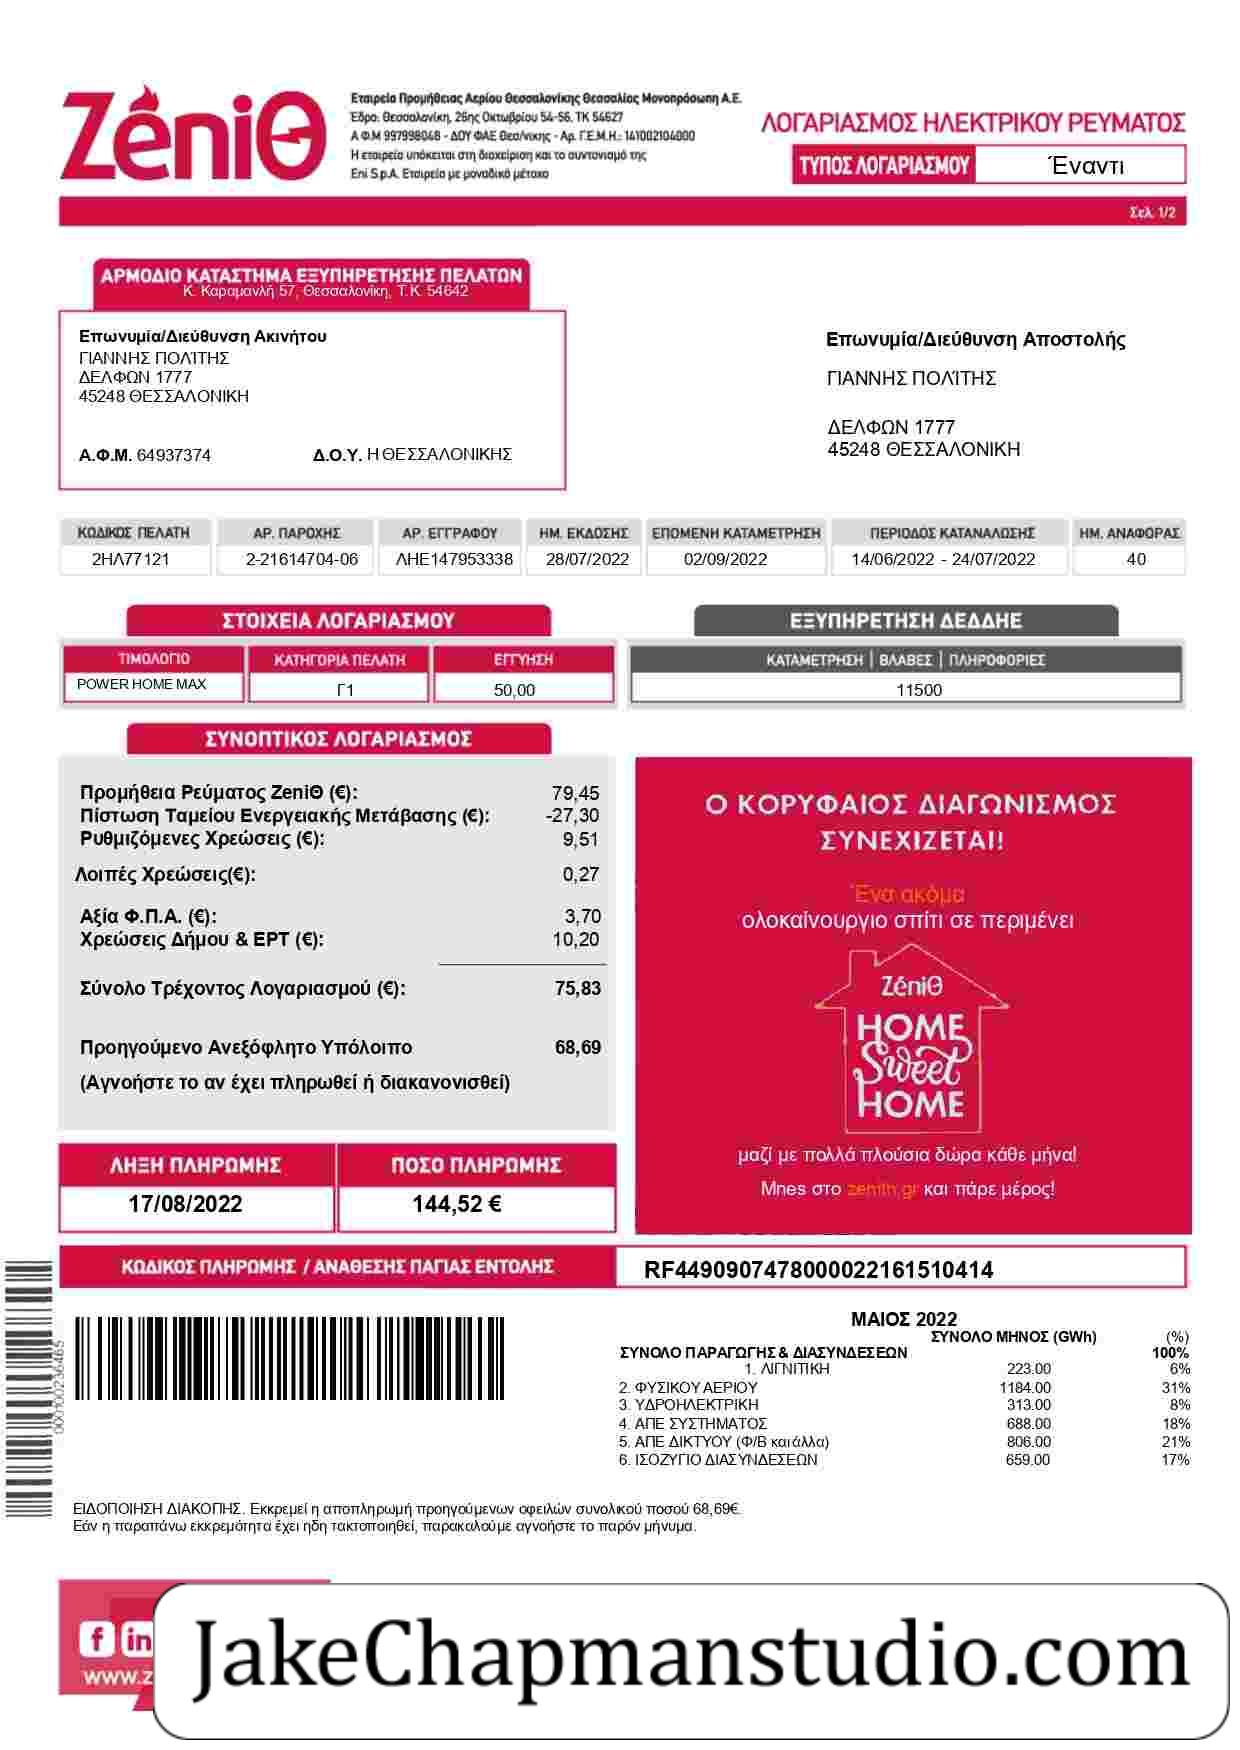 ZéniΘ
Εταιρεία Προμήθειας Αερίου Θεσσαλονίκης Θεσσαλίας Μονοπρόσωπη Α.Ε.
Έδρα: Θεσσαλονίκη, 26ης Οκτωβρίου 54-56, ΤΚ 54627
Α.Φ.Μ 997998048 - ΔΟΥ ΦΑΕ Θεσ/νικης - Αρ. Γ.Ε.Μ.Η.: 141002104000
Η εταιρεία υπόκειται στη διαχείριση και το συντονισμό της
Eni S.p.A. Εταιρεία με μοναδικό μέτοχο
ΛΟΓΑΡΙΑΣΜΟΣ ΗΛΕΚΤΡΙΚΟΥ ΡΕΥΜΑΤΟΣ
ΤΥΠΟΣ ΛΟΓΑΡΙΑΣΜΟΥ Έναντι
Σελ. 1/2
ΑΡΜΟΔΙΟ ΚΑΤΑΣΤΗΜΑ ΕΞΥΠΗΡΕΤΗΣΗΣ ΠΕΛΑΤΩΝ
Κ. Καραμανλή 57, Θεσσαλονίκη, Τ.Κ. 54642
Επωνυμία/Διεύθυνση Ακινήτου
ΓΙΑΝΝΗΣ ΠΟΛΊΤΗΣ
ΔΕΛΦΩΝ 1777
45248 ΘΕΣΣΑΛΟΝΙΚΗ
Α.Φ.Μ. 64937374 Δ.Ο.Υ. Η ΘΕΣΣΑΛΟΝΙΚΗΣ
Επωνυμία/Διεύθυνση Αποστολής
ΓΙΑΝΝΗΣ ΠΟΛΊΤΗΣ
ΔΕΛΦΩΝ 1777
45248 ΘΕΣΣΑΛΟΝΙΚΗ
ΚΩΔΙΚΟΣ ΠΕΛΑΤΗ ΑΡ. ΠΑΡΟΧΗΣ ΑΡ. ΕΓΓΡΑΦΟΥ ΗΜ. ΕΚΔΟΣΗΣ ΕΠΟΜΕΝΗ ΚΑΤΑΜΕΤΡΗΣΗ ΠΕΡΙΟΔΟΣ ΚΑΤΑΝΑΛΩΣΗΣ ΗΜ. ΑΝΑΦΟΡΑΣ
2ΗΛ77121 2-21614704-06 ΛΗΕ147953338 28/07/2022 02/09/2022 14/06/2022 - 24/07/2022 40
ΣΤΟΙΧΕΙΑ ΛΟΓΑΡΙΑΣΜΟΥ
ΤΙΜΟΛΟΓΙΟ ΚΑΤΗΓΟΡΙΑ ΠΕΛΑΤΗ ΕΓΓΥΗΣΗ
POWER HOME MAX Γ1 50,00
ΕΞΥΠΗΡΕΤΗΣΗ ΔΕΔΔΗΕ
ΚΑΤΑΜΕΤΡΗΣΗ | ΒΛΑΒΕΣ | ΠΛΗΡΟΦΟΡΙΕΣ
11500
ΣΥΝΟΠΤΙΚΟΣ ΛΟΓΑΡΙΑΣΜΟΣ
Προμήθεια Ρεύματος ZeniΘ (€): 79,45
Πίστωση Ταμείου Ενεργειακής Μετάβασης (€): -27,30
Ρυθμιζόμενες Χρεώσεις (€): 9,51
Λοιπές Χρεώσεις(€): 0,27
Αξία Φ.Π.Α. (€): 3,70
Χρεώσεις Δήμου & ΕΡΤ (€): 10,20
Σύνολο Τρέχοντος Λογαριασμού (€): 75,83
Προηγούμενο Ανεξόφλητο Υπόλοιπο 68,69
(Αγνοήστε το αν έχει πληρωθεί ή διακανονισθεί)
Ο ΚΟΡΥΦΑΙΟΣ ΔΙΑΓΩΝΙΣΜΟΣ
ΣΥΝΕΧΙΖΕΤΑΙ!
Ένα ακόμα
ολοκαίνουργιο σπίτι σε περιμένει
ZéniΘ
HOME
Sweet
HOME
μαζί με πολλά πλούσια δώρα κάθε μήνα!
Mnes στο zenith.gr και πάρε μέρος!
ΛΗΞΗ ΠΛΗΡΩΜΗΣ ΠΟΣΟ ΠΛΗΡΩΜΗΣ
17/08/2022 144,52 €
ΚΩΔΙΚΟΣ ΠΛΗΡΩΜΗΣ / ΑΝΑΘΕΣΗΣ ΠΑΓΙΑΣ ΕΝΤΟΛΗΣ RF4490907478000022161510414
000100236465
ΜΑΙΟΣ 2022
ΣΥΝΟΛΟ ΜΗΝΟΣ (GWh) (%)
ΣΥΝΟΛΟ ΠΑΡΑΓΩΓΗΣ & ΔΙΑΣΥΝΔΕΣΕΩΝ 100%
1. ΛΙΓΝΙΤΙΚΗ 223.00 6%
2. ΦΥΣΙΚΟΥ ΑΕΡΙΟΥ 1184.00 31%
3. ΥΔΡΟΗΛΕΚΤΡΙΚΗ 313.00 8%
4. ΑΠΕ ΣΥΣΤΗΜΑΤΟΣ 688.00 18%
5. ΑΠΕ ΔΙΚΤΥΟΥ (Φ/Β και άλλα) 806.00 21%
6. ΙΣΟΖΥΓΙΟ ΔΙΑΣΥΝΔΕΣΕΩΝ 659.00 17%
ΕΙΔΟΠΟΙΗΣΗ ΔΙΑΚΟΠΗΣ. Εκκρεμεί η αποπληρωμή προηγούμενων οφειλών συνολικού ποσού 68,69€.
Εάν η παραπάνω εκκρεμότητα έχει ηδη τακτοποιηθεί, παρακαλούμε αγνοήστε το παρόν μήνυμα.
f in
www.z
JakeChapmanstudio.com